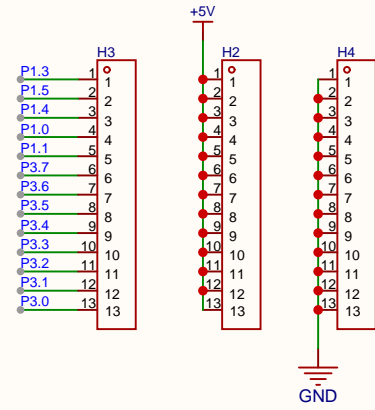 +5V
H3 H2 H4
P1.3 1 1 1 1 1 1
P1.5 2 2 2 2 2 2
P1.4 3 3 3 3 3 3
P1.0 4 4 4 4 4 4
P1.1 5 5 5 5 5 5
P3.7 6 6 6 6 6 6
P3.6 7 7 7 7 7 7
P3.5 8 8 8 8 8 8
P3.4 9 9 9 9 9 9
P3.3 10 10 10 10 10 10
P3.2 11 11 11 11 11 11
P3.1 12 12 12 12 12 12
P3.0 13 13 13 13 13 13
GND